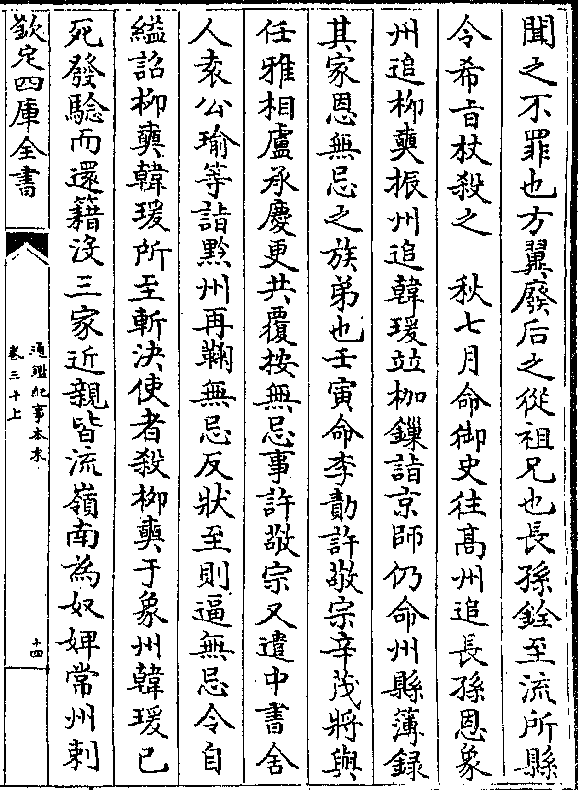 聞之不罪也方翼廢后之從祖兄也長孫銓至流所縣
令希㫖杖殺之　秋七月命御史往髙州追長孫恩象
州追栁奭振州追韓瑗竝枷鏁詣京師仍命州縣簿録
其家恩無忌之族弟也壬寅命李勣許敬宗辛茂將與
任雅相盧承慶更共覆按無忌事許敬宗又遣中書舍
人袁公瑜等詣黔州再鞫無忌反狀至則逼無忌令自
縊詔栁奭韓瑗所至斬決使者殺栁奭于象州韓瑗已
死發驗而還籍沒三家近親皆流嶺南為奴婢常州刺
欽定四庫全書
通鑑紀事本末
卷三十上
十四